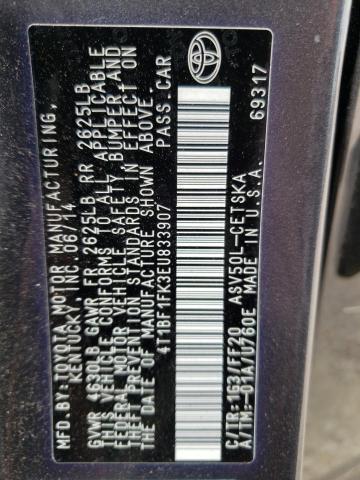 MFD. BY:TOYOTA MOTOR MANUFACTURING,
KENTUCKY, INC. 06/14
GVWR 4630LB GAWR FR 2625LB RR 2625LB
THIS VEHICLE CONFORMS TO ALL APPLICABLE
FEDERAL MOTOR VEHICLE SAFETY, BUMPER, AND
THEFT PREVENTION STANDARDS IN EFFECT ON
THE DATE OF MANUFACTURE SHOWN ABOVE.
4T1BF1FK3EU833907 PASS. CAR
C/TR:1G3/FF20 ASV50L-CETSKA
A/TM:-01A/U760E MADE IN U.S.A. 69317